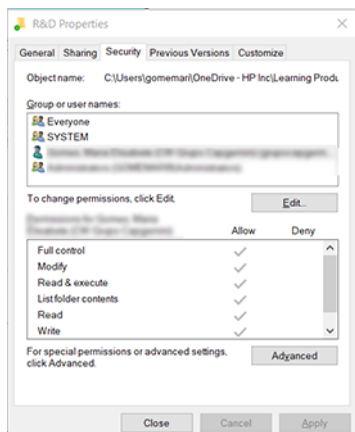 R&D Properties
General Sharing Security Previous Versions Customize
Object name: C:\Users\gomemari\OneDrive - HP Inc\Learning Produ
Group or user names:
Everyone
SYSTEM
To change permissions, click Edit.
Edit...
Allow Deny
Full control
Modify
Read & execute
List folder contents
Read
Write
For special permissions or advanced settings,
click Advanced.
Advanced
Close Cancel Apply